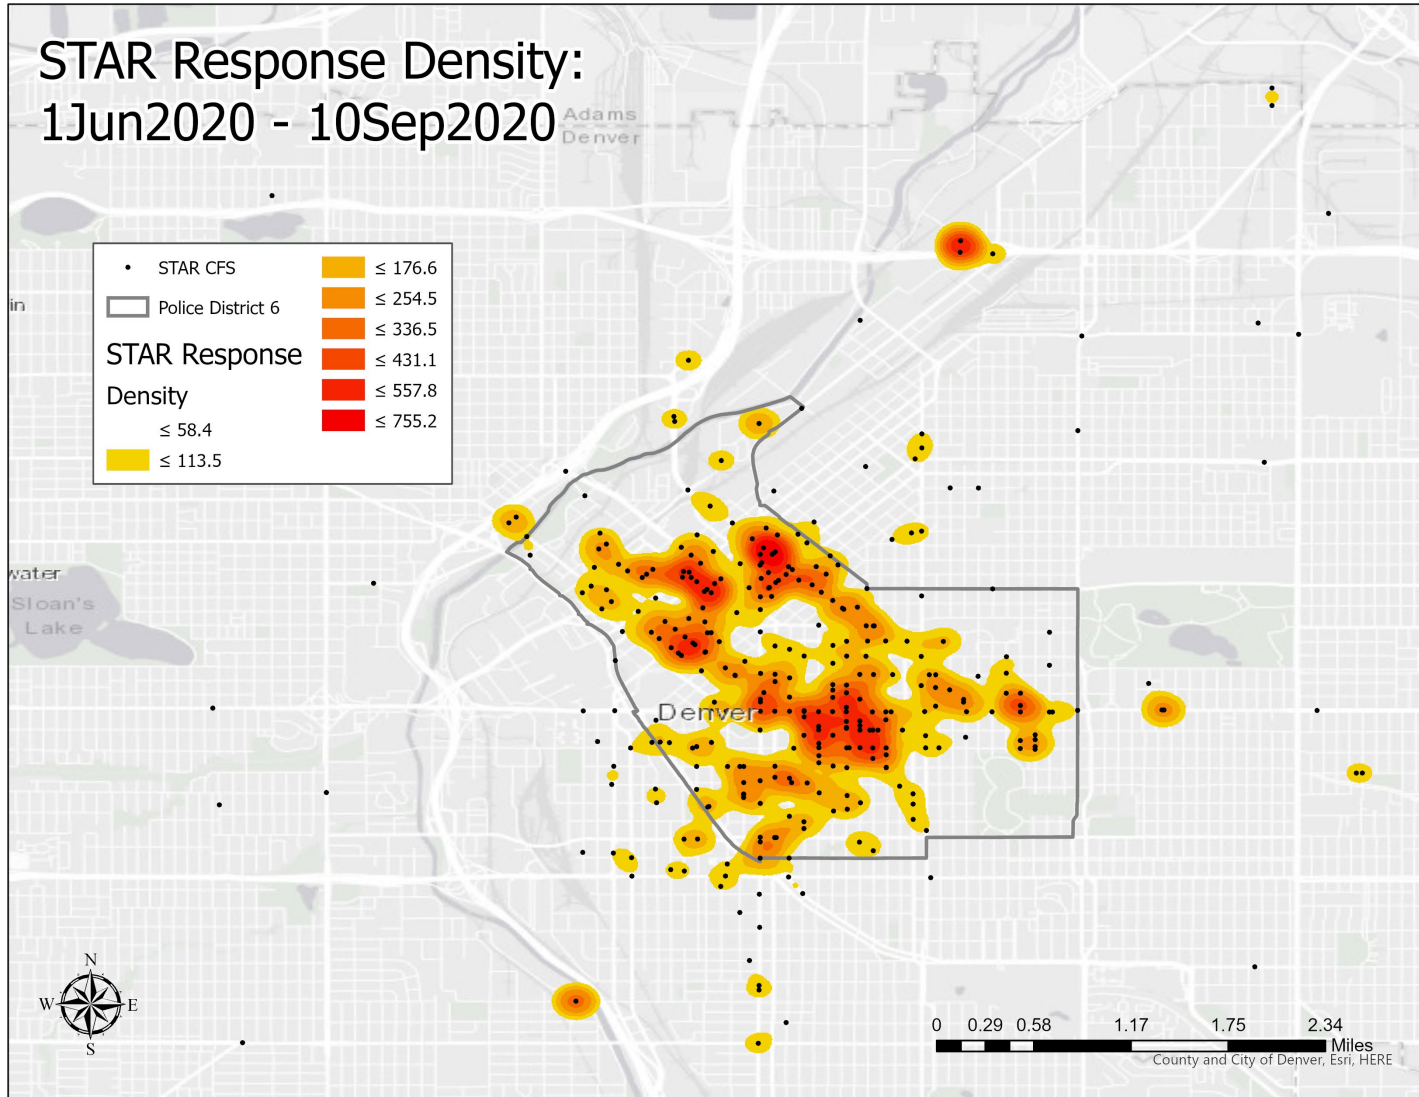 STAR Response Density:
1Jun2020 - 10Sep2020
Adams
Denver
in
STAR CFS
Police District 6
STAR Response
Density
≤ 58.4
≤ 113.5
≤ 176.6
≤ 254.5
≤ 336.5
≤ 431.1
≤ 557.8
≤ 755.2
water
Sloan's
Lake
Denver
N
W E
S
0 0.29 0.58 1.17 1.75 2.34
Miles
County and City of Denver, Esri, HERE